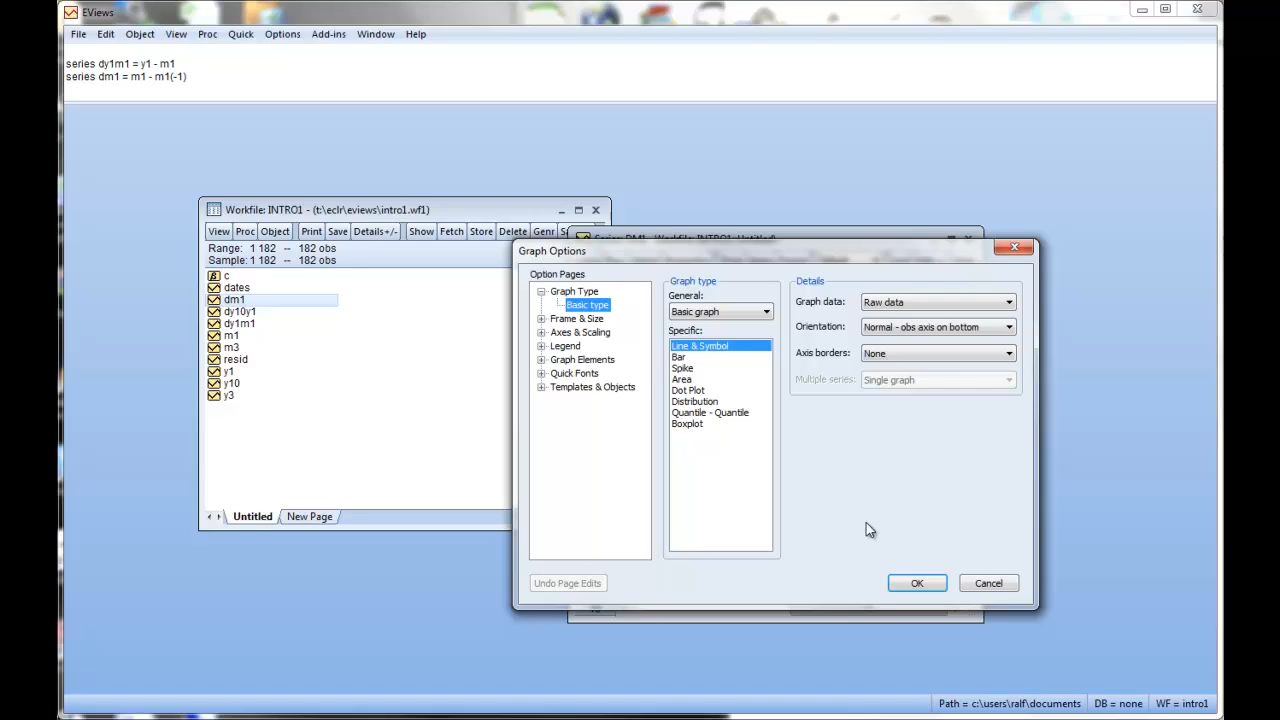 EViews
File Edit Object View Proc Quick Options Add-ins Window Help
series dy1m1 = y1 - m1
series dm1 = m1 - m1(-1)
Workfile: INTRO1 - (t:\eclr\eviews\intro1.wf1)
View Proc Object Print Save Details+/- Show Fetch Store Delete Genr
Range: 1 182 -- 182 obs
Sample: 1 182 -- 182 obs
c
dates
dm1
dy10y1
dy1m1
m1
m3
resid
y1
y10
y3
Untitled New Page
Graph Options
Option Pages
Graph Type
Basic type
Frame & Size
Axes & Scaling
Legend
Graph Elements
Quick Fonts
Templates & Objects
Undo Page Edits
Graph type
General:
Basic graph
Specific:
Line & Symbol
Bar
Spike
Area
Dot Plot
Distribution
Quantile - Quantile
Boxplot
Details
Graph data: Raw data
Orientation: Normal - obs axis on bottom
Axis borders: None
Multiple series: Single graph
OK Cancel
Path = c:\users\ralf\documents DB = none WF = intro1